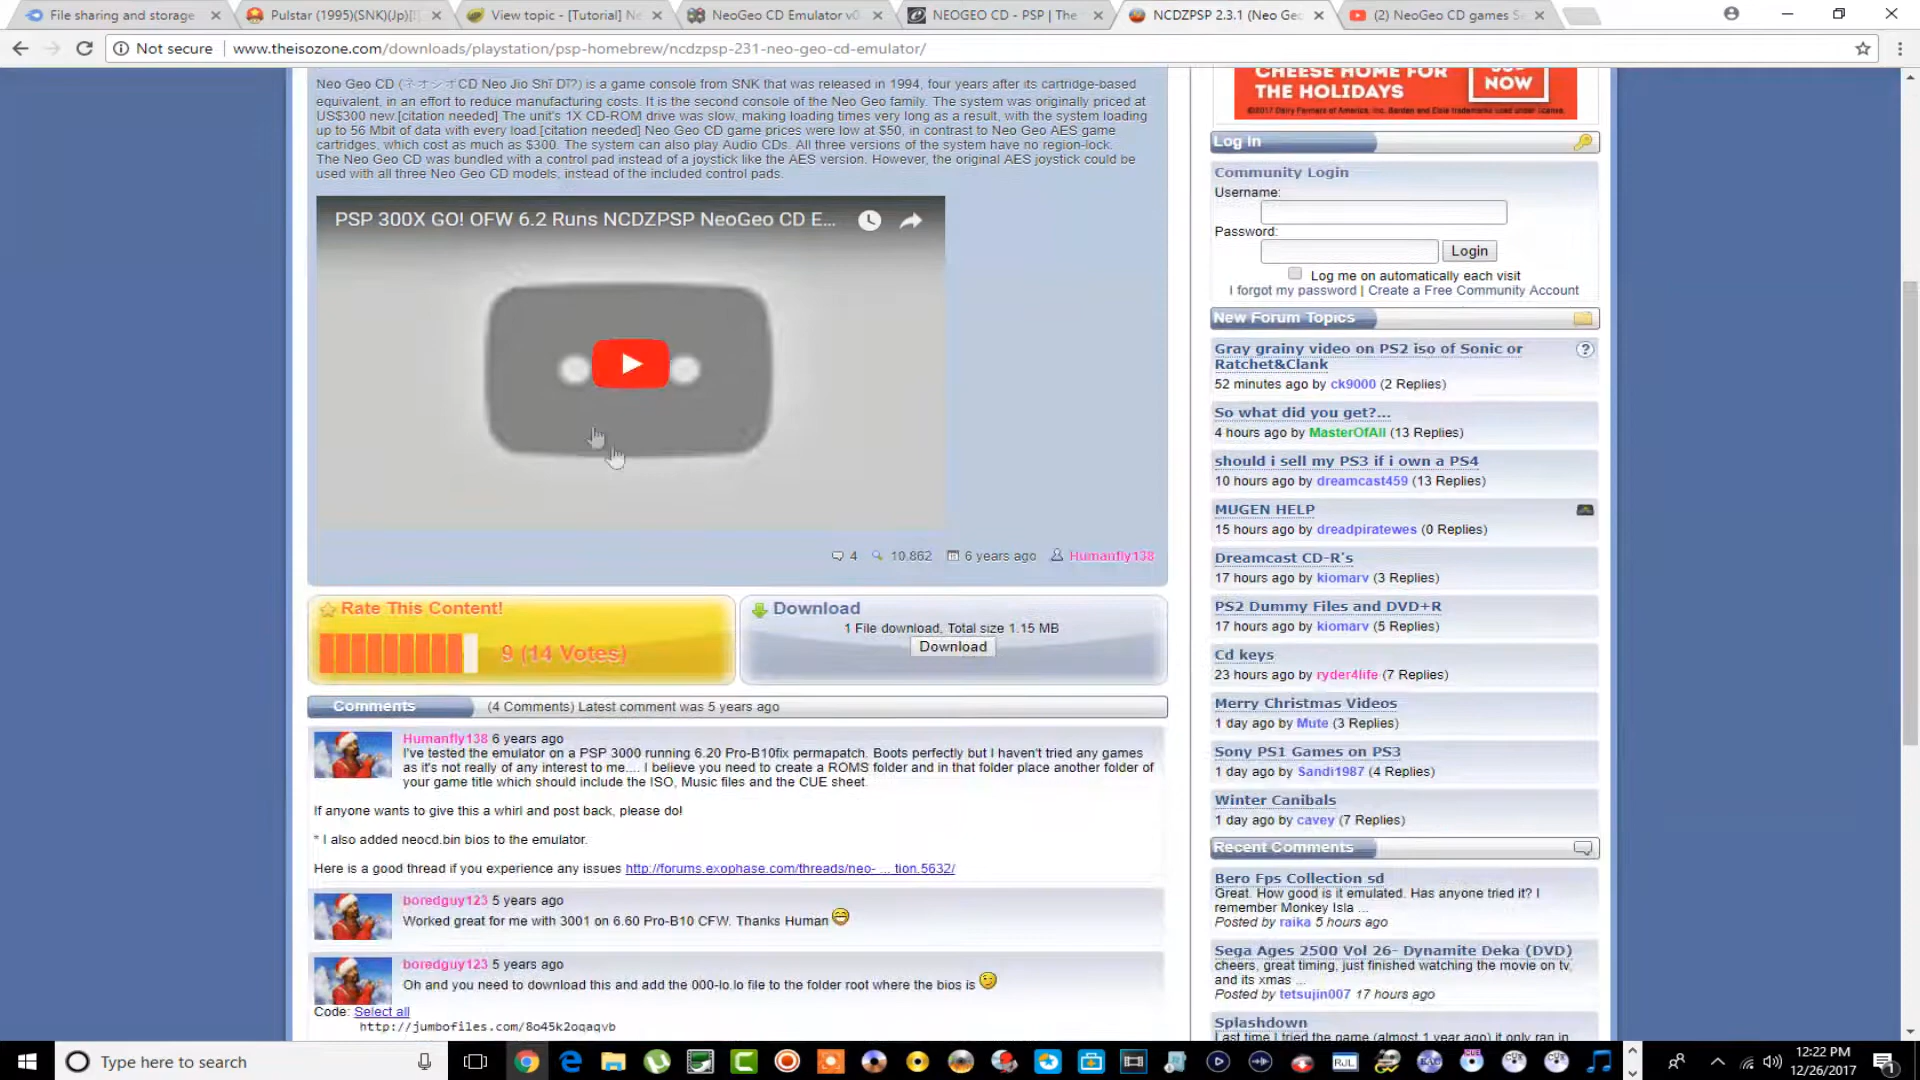 File sharing and storage
Pulstar (1995)(SNK)(Jp)[
View topic - [Tutorial] Ne
NeoGeo CD Emulator v0
NEOGEO CD - PSP | The
NCDZPSP 2.3.1 (Neo Geo
(2) NeoGeo CD games S
Not secure | www.theisozone.com/downloads/playstation/psp-homebrew/ncdzpsp-231-neo-geo-cd-emulator/
is a game console from SNK that was released in 1994, four years after its cartridge-based
equivalent, in an effort to reduce manufacturing costs. It is the second console of the Neo Geo family. The system was originally priced at
US$300 new.[citation needed] The unit's 1X CD-ROM drive was slow, making loading times very long as a result, with the system loading
up to 56 Mbit of data with every load.[citation needed] Neo Geo CD game prices were low at $50, in contrast to Neo Geo AES game
cartridges, which cost as much as $300. The system can also play Audio CDs. All three versions of the system have no region-lock.
The Neo Geo CD was bundled with a control pad instead of a joystick like the AES version. However, the original AES joystick could be
used with all three Neo Geo CD models, instead of the included control pads.
PSP 300X GO! OFW 6.2 Runs NCDZPSP NeoGeo CD E...
4 10,862 6 years ago Humanfly138
Rate This Content!
9 (14 Votes)
Download
1 File download, Total size 1.15 MB
Download
Comments (4 Comments) Latest comment was 5 years ago
Humanfly138 6 years ago
I've tested the emulator on a PSP 3000 running 6.20 Pro-B10fix permapatch. Boots perfectly but I haven't tried any games
as it's not really of any interest to me.... I believe you need to create a ROMS folder and in that folder place another folder of
your game title which should include the ISO, Music files and the CUE sheet.
If anyone wants to give this a whirl and post back, please do!
* I also added neocd.bin bios to the emulator.
Here is a good thread if you experience any issues http://forums.exophase.com/threads/neo- ... tion.5632/
boredguy123 5 years ago
Worked great for me with 3001 on 6.60 Pro-B10 CFW. Thanks Human
boredguy123 5 years ago
Oh and you need to download this and add the 000-lo.lo file to the folder root where the bios is
Code: Select all
http://jumbofiles.com/8o45k2oqaqvb
CHEESE HOME FOR
THE HOLIDAYS
NOW
©2017 Dairy Farmers of America, Inc. Borden and Elsie trademarks used under license.
Log in
Community Login
Username:
Password:
Login
Log me on automatically each visit
I forgot my password | Create a Free Community Account
New Forum Topics
Gray grainy video on PS2 iso of Sonic or
Ratchet&Clank
52 minutes ago by ck9000 (2 Replies)
So what did you get?...
4 hours ago by MasterOfAll (13 Replies)
should i sell my PS3 if i own a PS4
10 hours ago by dreamcast459 (13 Replies)
MUGEN HELP
15 hours ago by dreadpiratewes (0 Replies)
Dreamcast CD-R's
17 hours ago by kiomarv (3 Replies)
PS2 Dummy Files and DVD+R
17 hours ago by kiomarv (5 Replies)
Cd keys
23 hours ago by ryder4life (7 Replies)
Merry Christmas Videos
1 day ago by Mute (3 Replies)
Sony PS1 Games on PS3
1 day ago by Sandi1987 (4 Replies)
Winter Canibals
1 day ago by cavey (7 Replies)
Recent Comments
Bero Fps Collection sd
Great. How good is it emulated. Has anyone tried it? I
remember Monkey Isla ...
Posted by raika 5 hours ago
Sega Ages 2500 Vol 26- Dynamite Deka (DVD)
cheers, great timing, just finished watching the movie on tv,
and its xmas ...
Posted by tetsujin007 17 hours ago
Splashdown
Last time I tried the game (almost 1 year ago) it only ran in
Type here to search
RJL
12:22 PM
12/26/2017
1